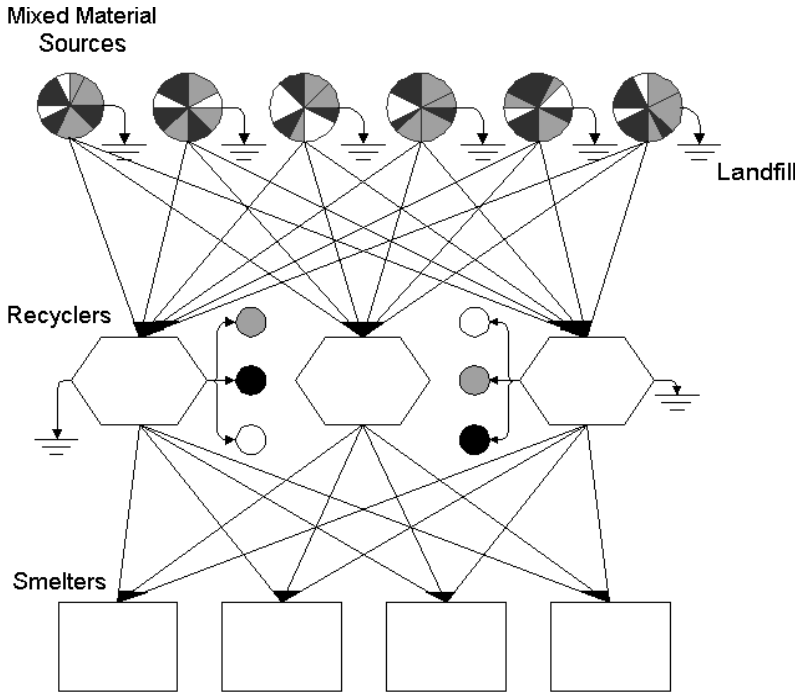 Mixed Material
Sources
Landfill
Recyclers
Smelters